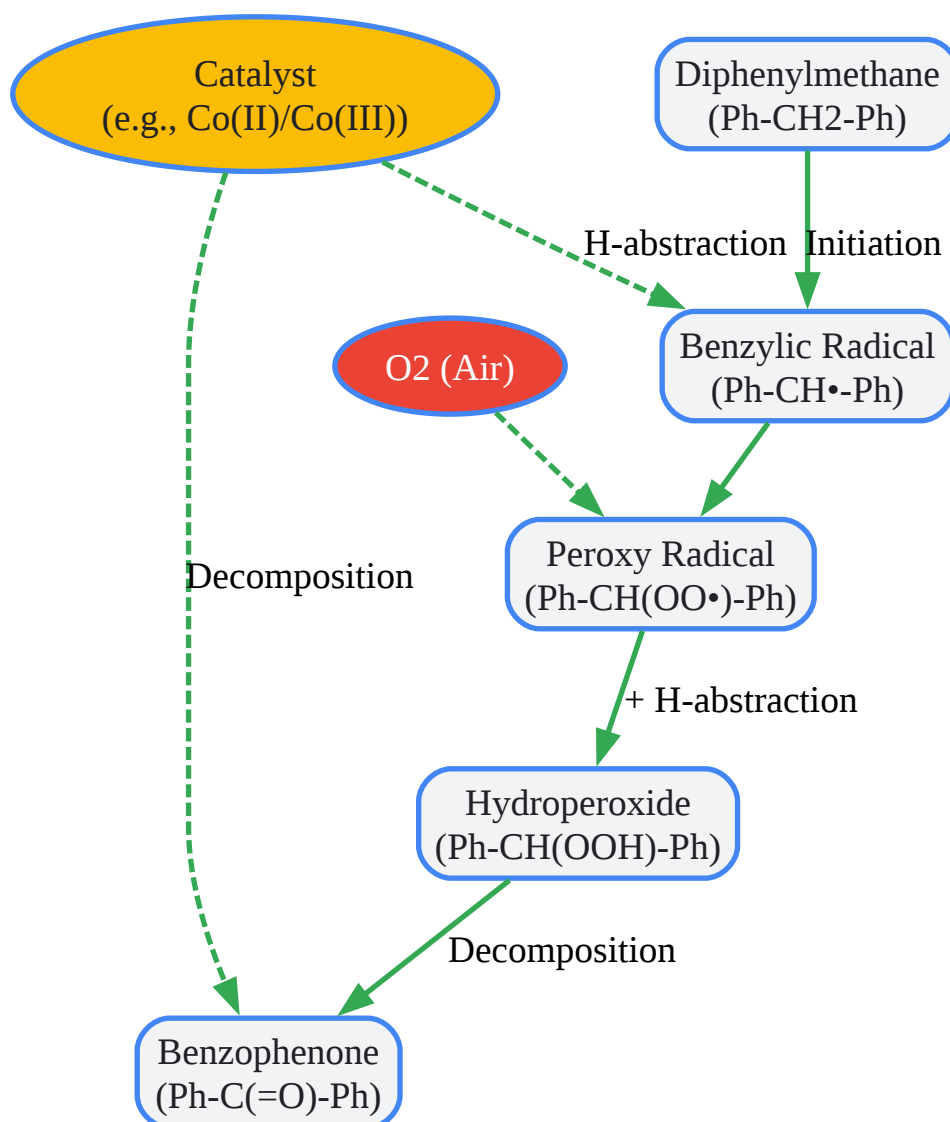 Catalyst
(e.g., Co(II)/Co(III))
Diphenylmethane
(Ph-CH2-Ph)
H-abstraction
Initiation
O2 (Air)
Benzylic Radical
(Ph-CH•-Ph)
Peroxy Radical
(Ph-CH(OO•)-Ph)
Decomposition
+ H-abstraction
Hydroperoxide
(Ph-CH(OOH)-Ph)
Decomposition
Benzophenone
(Ph-C(=O)-Ph)